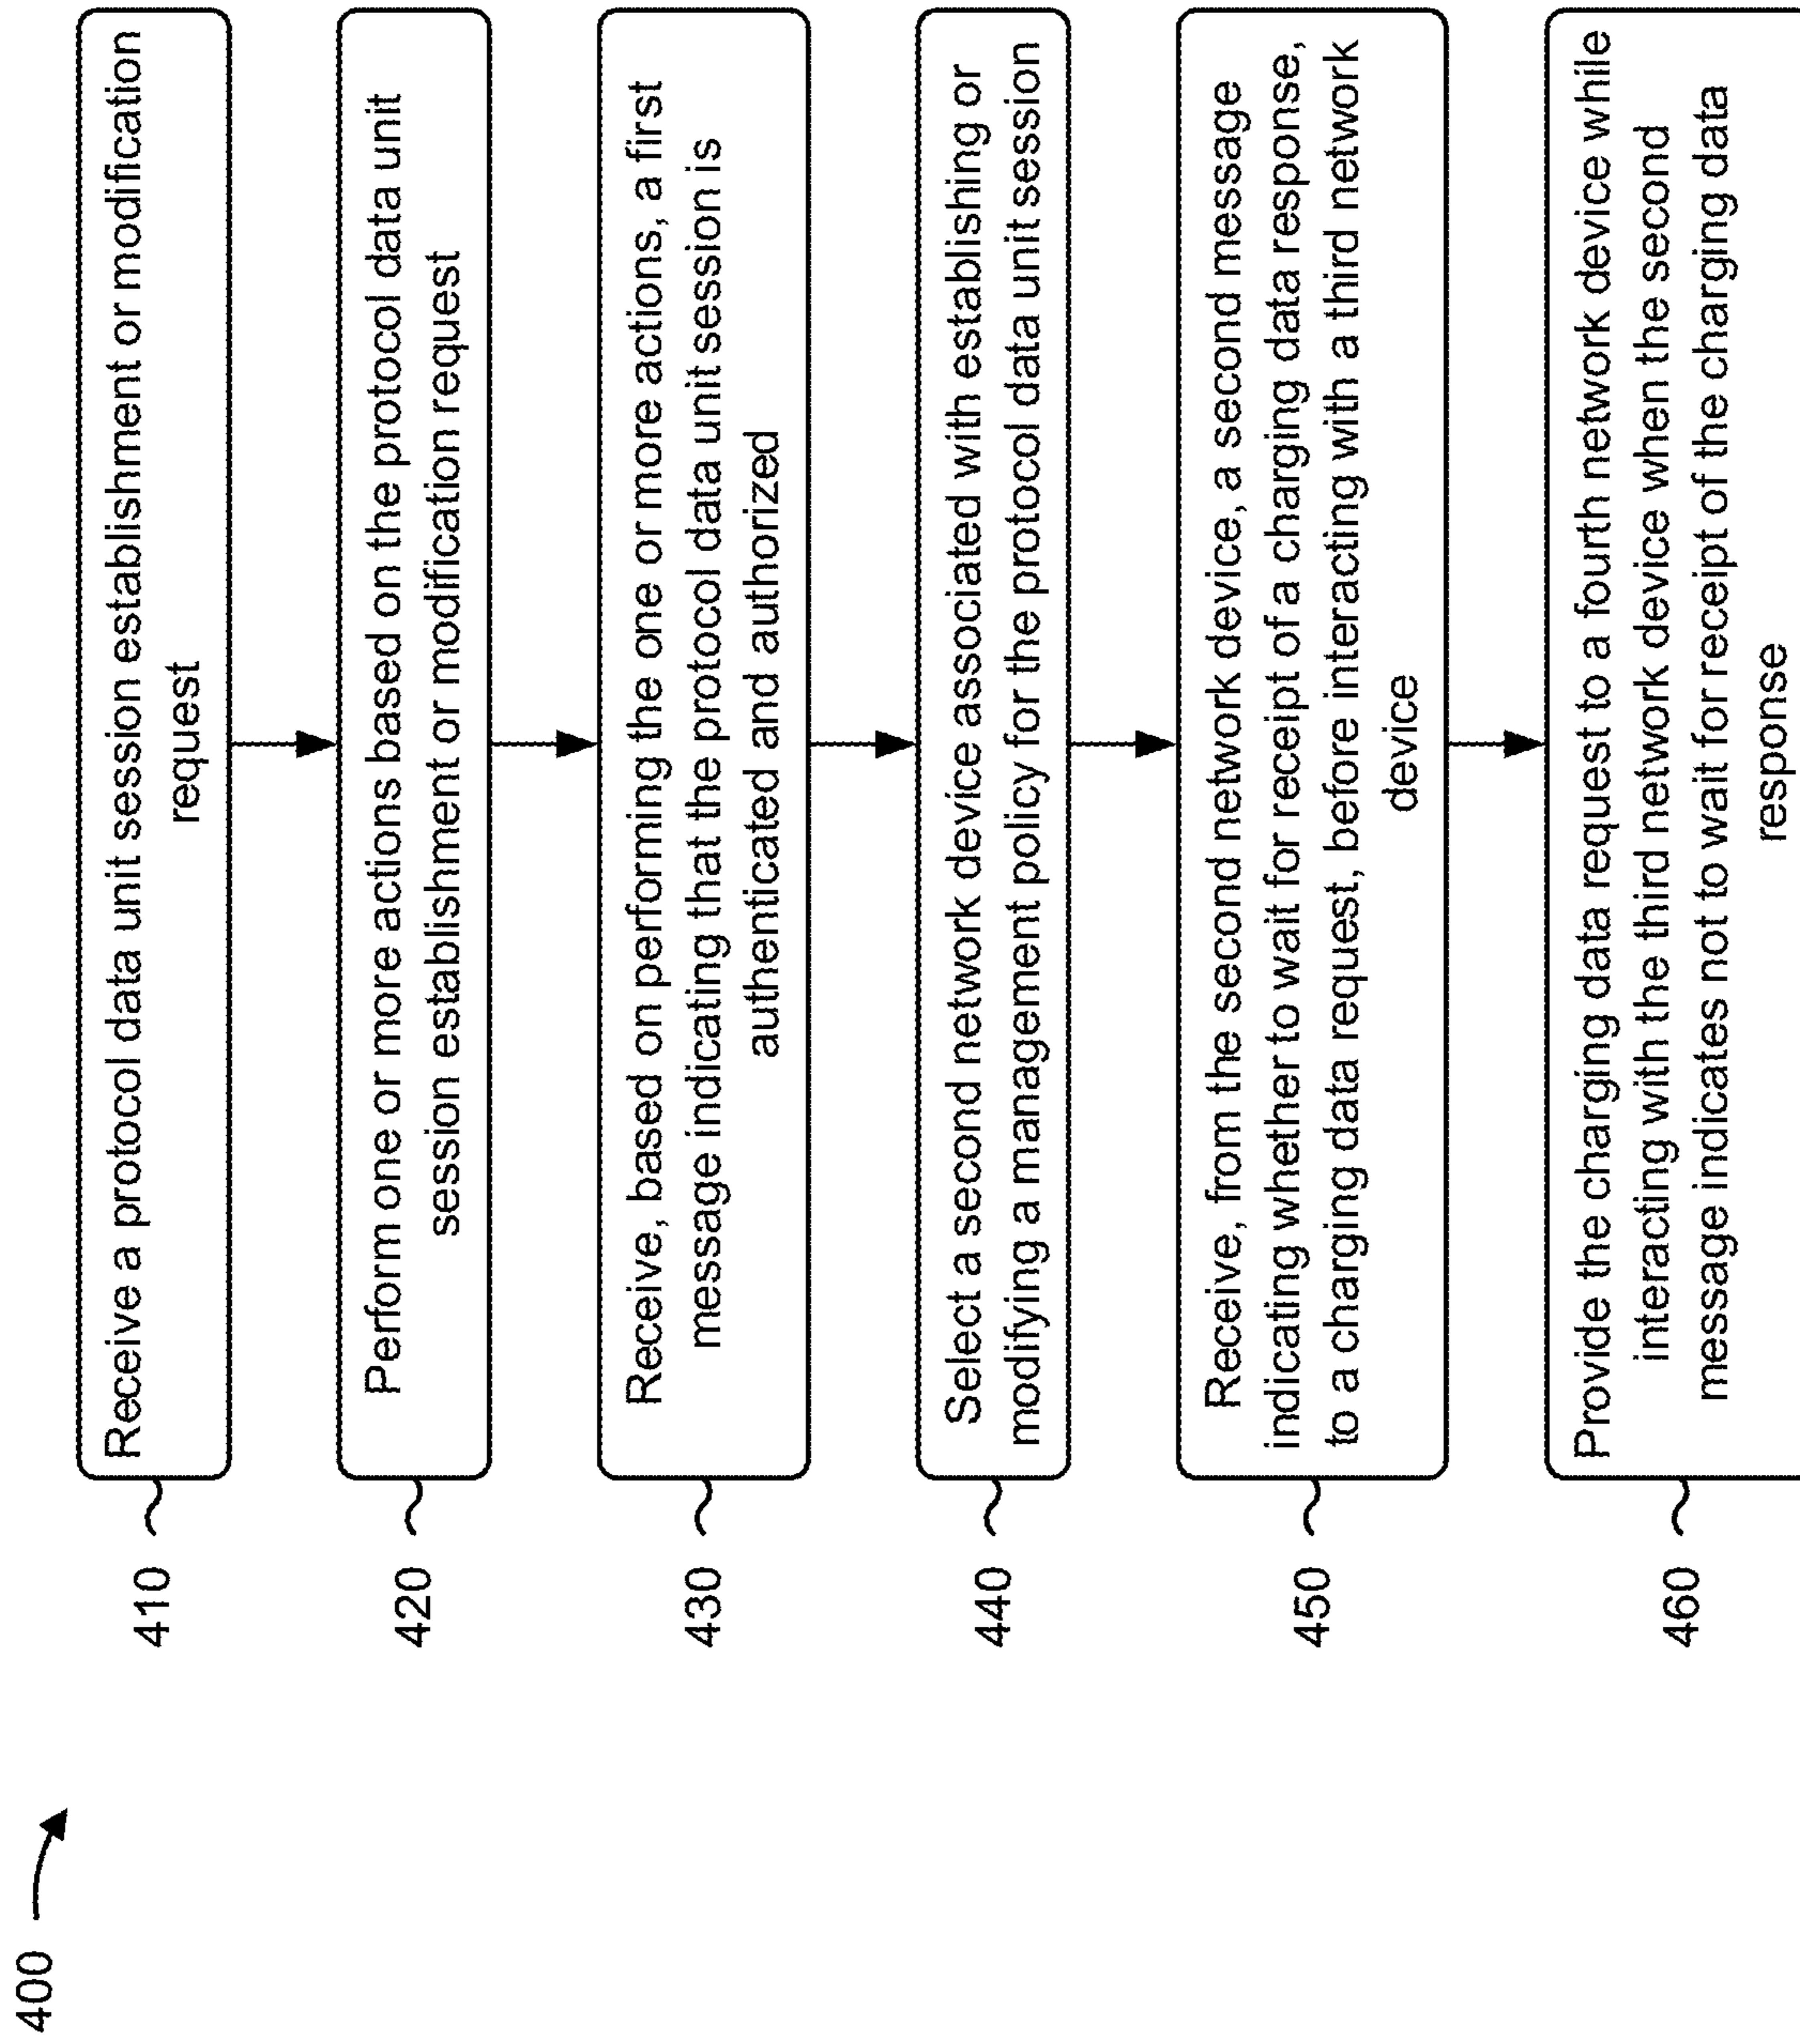 400
410
Receive a protocol data unit session establishment or modification
request
420
Perform one or more actions based on the protocol data unit
session establishment or modification request
430
Receive, based on performing the one or more actions, a first
message indicating that the protocol data unit session is
authenticated and authorized
440
Select a second network device associated with establishing or
modifying a management policy for the protocol data unit session
450
Receive, from the second network device, a second message
indicating whether to wait for receipt of a charging data response,
to a charging data request, before interacting with a third network
device
460
Provide the charging data request to a fourth network device while
interacting with the third network device when the second
message indicates not to wait for receipt of the charging data
response